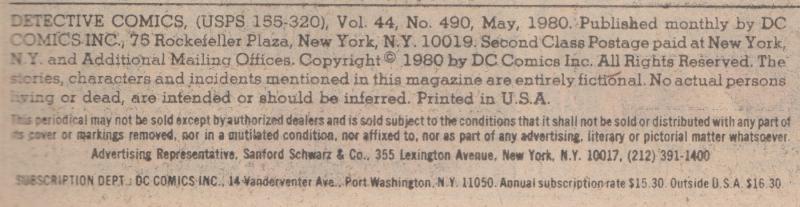 DETECTIVE COMICS, (USPS 155-320), Vol. 44, No. 490, May, 1980. Published monthly by DC
COMICS INC., 75 Rockefeller Plaza, New York, N.Y. 10019. Second Class Postage paid at New York,
N.Y. and Additional Mailing Offices. Copyright © 1980 by DC Comics Inc. All Rights Reserved. The
stories, characters and incidents mentioned in this magazine are entirely fictional. No actual persons
living or dead, are intended or should be inferred. Printed in U.S.A.
This periodical may not be sold except by authorized dealers and is sold subject to the conditions that it shall not be sold or distributed with any part of
its cover or markings removed, nor in a mutilated condition, nor affixed to, nor as part of any advertising, literary or pictorial matter whatsoever.
Advertising Representative, Sanford Schwarz & Co., 355 Lexington Avenue, New York, N.Y. 10017, (212) 391-1400
SUBSCRIPTION DEPT.: DC COMICS INC., 14 Vanderventer Ave., Port Washington, N.Y. 11050. Annual subscription rate $15.30. Outside U.S.A. $16.30